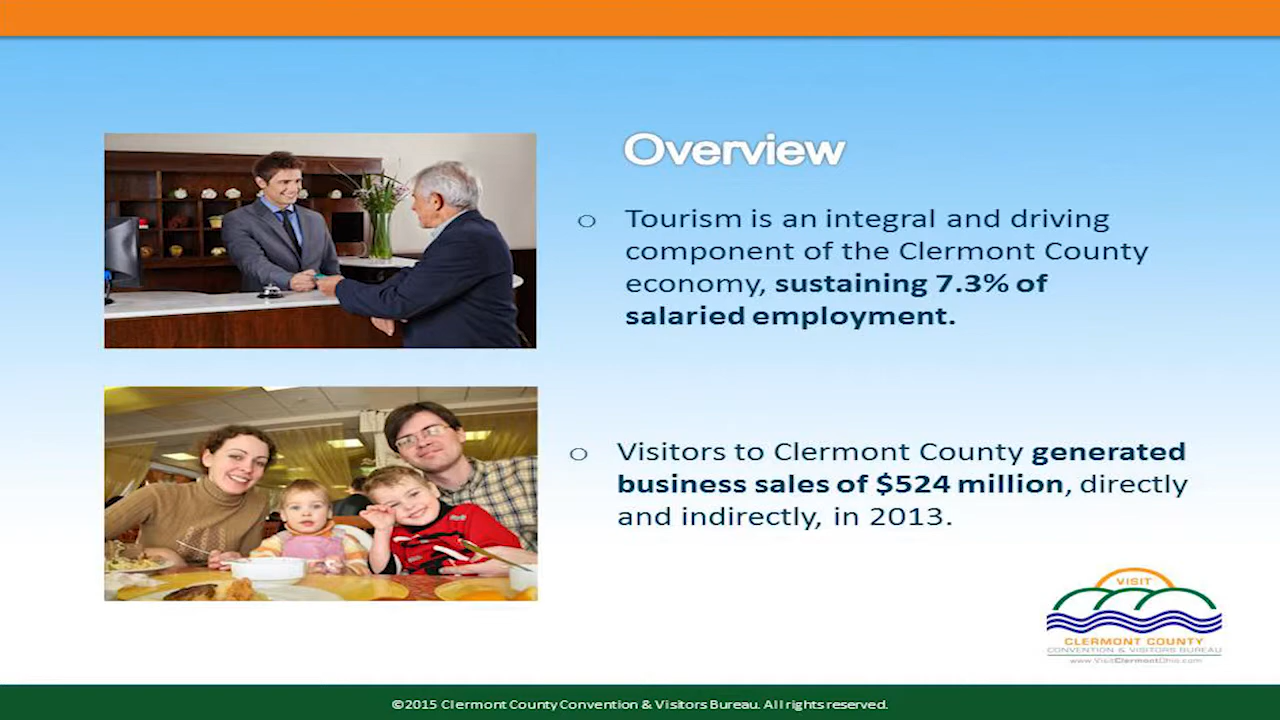 Overview
o Tourism is an integral and driving
component of the Clermont County
economy, sustaining 7.3% of
salaried employment.
o Visitors to Clermont County generated
business sales of $524 million, directly
and indirectly, in 2013.
VISIT
CLERMONT COUNTY
CONVENTION & VISITORS BUREAU
www.VisitClermontOhio.com
©2015 Clermont County Convention & Visitors Bureau. All rights reserved.